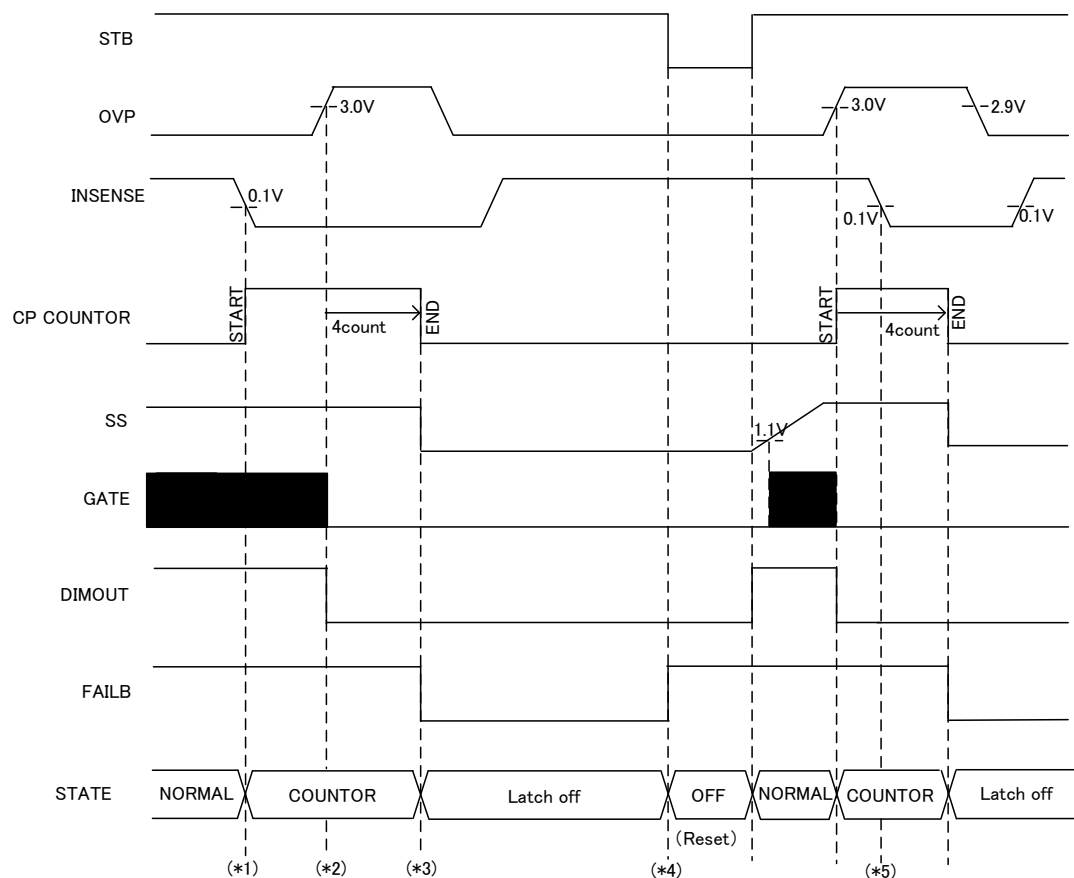 STB
OVP
3.0V
3.0V
2.9V
INSENSE
0.1V
0.1V
0.1V
CP COUNTOR
START
4count
END
START
4count
END
SS
1.1V
GATE
DIMOUT
FAILB
STATE
NORMAL
COUNTOR
Latch off
OFF
NORMAL
COUNTOR
Latch off
(Reset)
(*1)
(*2)
(*3)
(*4)
(*5)